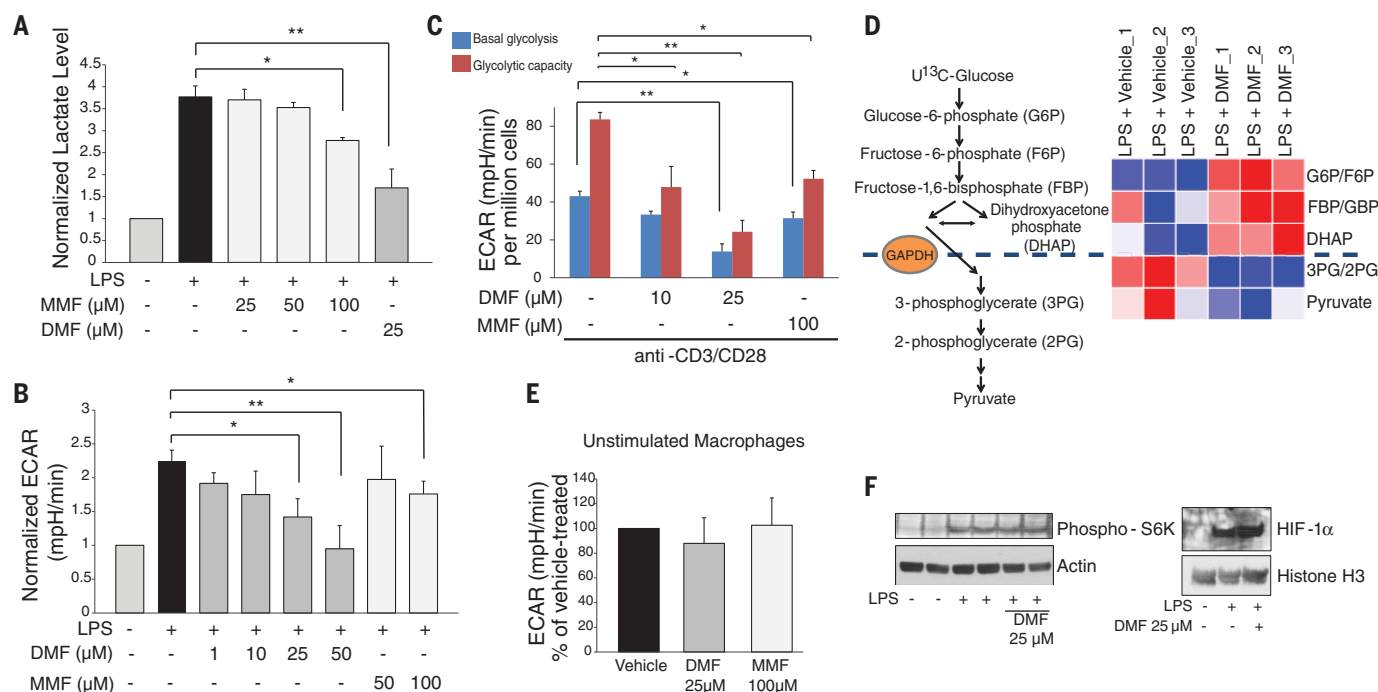 A
Normalized Lactate Level
4.5
4
3.5
3
2.5
2
1.5
1
0.5
0
**
*
LPS - + + + + +
MMF (µM) - - 25 50 100 -
DMF (µM) - - - - - 25
B
Normalized ECAR
(mpH/min)
3
2.5
2
1.5
1
0.5
0
*
**
*
LPS - + + + + + + +
DMF (µM) - - 1 10 25 50 - -
MMF (µM) - - - - - - 50 100
C
Basal glycolysis
Glycolytic capacity
*
**
*
*
**
ECAR (mpH/min)
per million cells
100
80
60
40
20
0
DMF (µM) - 10 25 -
MMF (µM) - - - 100
anti -CD3/CD28
D
U13C-Glucose
Glucose-6-phosphate (G6P)
Fructose-6-phosphate (F6P)
Fructose-1,6-bisphosphate (FBP)
Dihydroxyacetone
phosphate
(DHAP)
GAPDH
3-phosphoglycerate (3PG)
2-phosphoglycerate (2PG)
Pyruvate
LPS + Vehicle_1
LPS + Vehicle_2
LPS + Vehicle_3
LPS + DMF_1
LPS + DMF_2
LPS + DMF_3
G6P/F6P
FBP/GBP
DHAP
3PG/2PG
Pyruvate
E
Unstimulated Macrophages
ECAR (mpH/min)
% of vehicle-treated
140
120
100
80
60
40
20
0
Vehicle DMF MMF
25µM 100µM
F
Phospho - S6K
Actin
LPS - - + + + +
DMF
25 µM
HIF-1α
Histone H3
LPS - + +
DMF 25 µM - - +